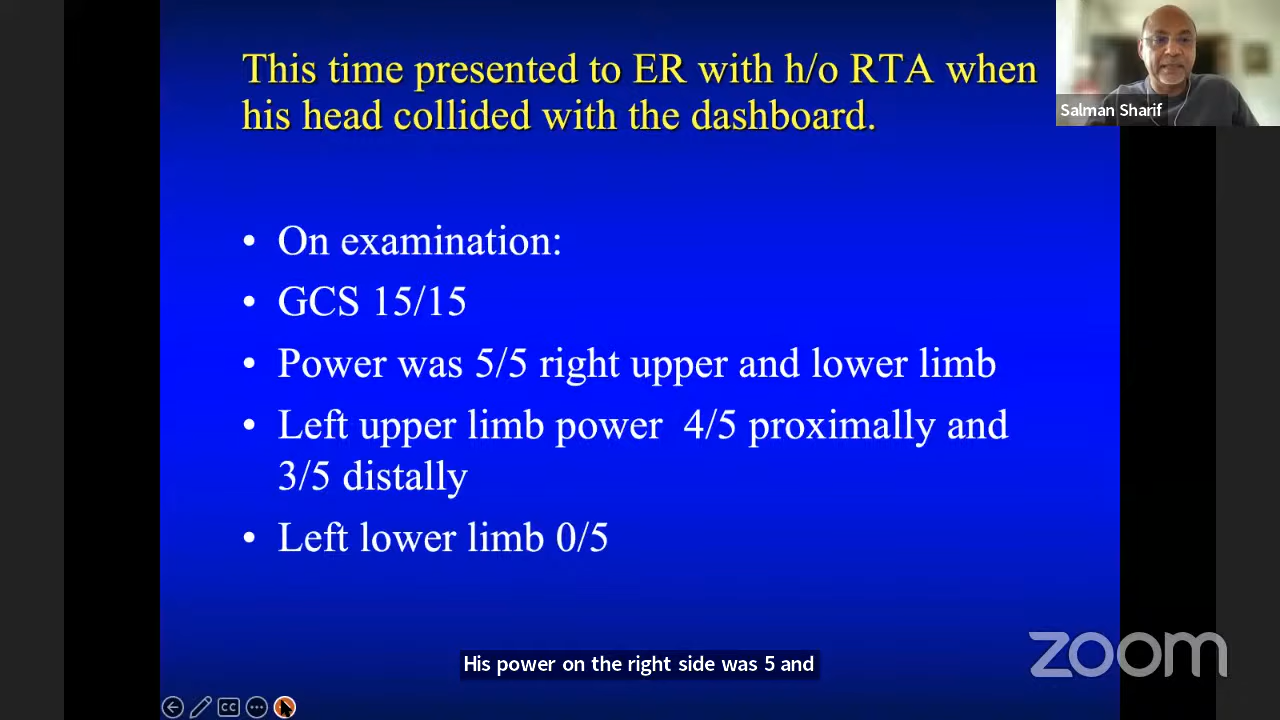 This time presented to ER with h/o RTA when
his head collided with the dashboard.
Salman Sharif
• On examination:
• GCS 15/15
• Power was 5/5 right upper and lower limb
• Left upper limb power 4/5 proximally and
3/5 distally
• Left lower limb 0/5
zoom
His power on the right side was 5 and
CC